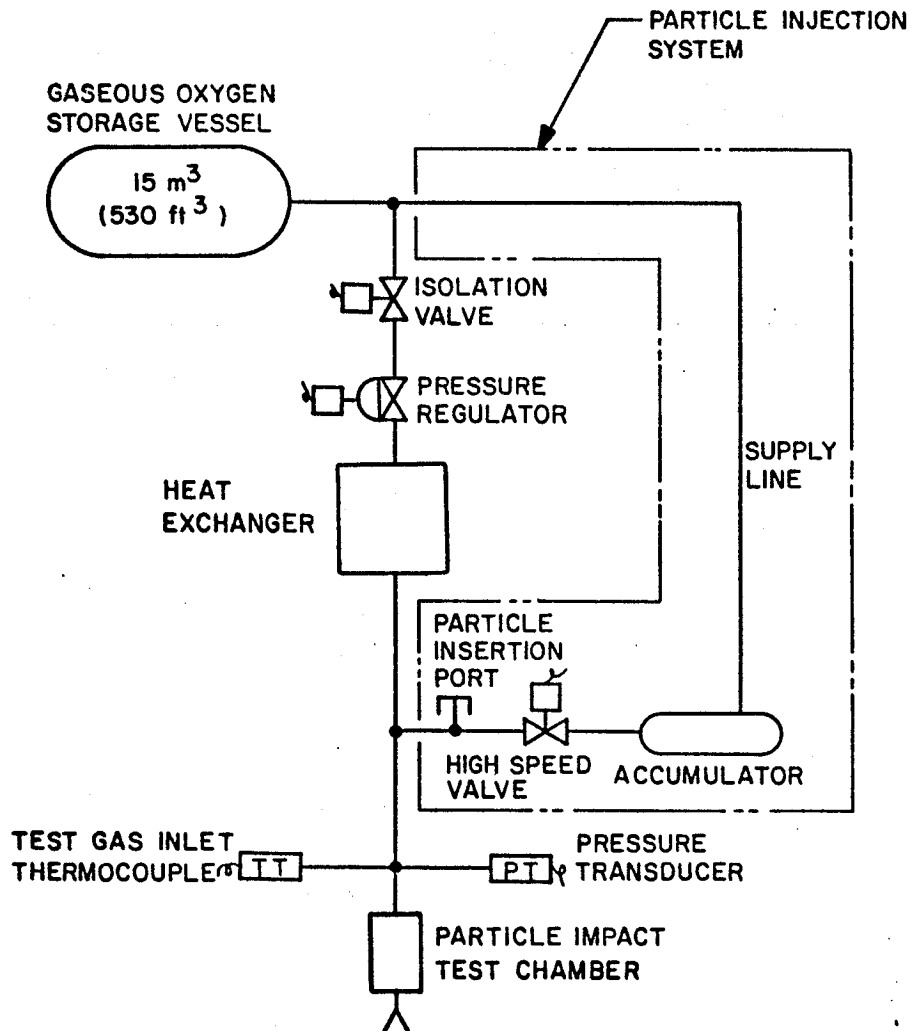 PARTICLE INJECTION
SYSTEM
GASEOUS OXYGEN
STORAGE VESSEL
15 m³
(530 ft³)
ISOLATION
VALVE
PRESSURE
REGULATOR
SUPPLY
LINE
HEAT
EXCHANGER
PARTICLE
INSERTION
PORT
HIGH SPEED
VALVE
ACCUMULATOR
TEST GAS INLET
THERMOCOUPLE
TT
PT
PRESSURE
TRANSDUCER
PARTICLE IMPACT
TEST CHAMBER